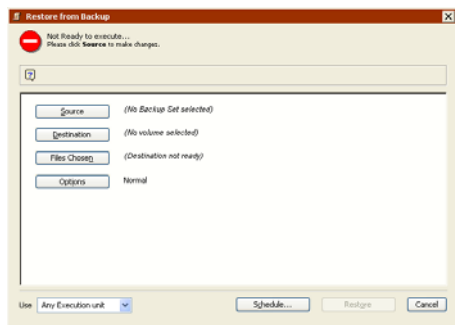 Restore from Backup
Not Ready to execute...
Please click Source to make changes.
Source (No Backup Set selected)
Destination (No volume selected)
Files Chosen (Destination not ready)
Options Normal
Use Any Execution unit Schedule... Restore Cancel